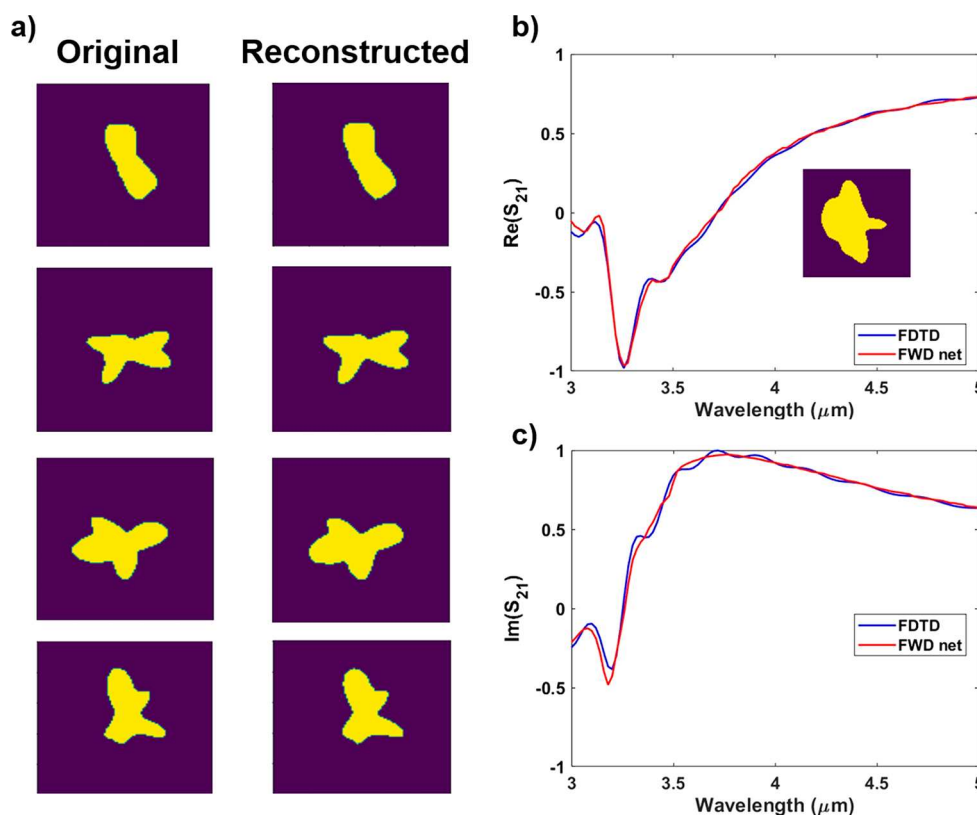 a)
Original Reconstructed
b)
1
0.5
0
-0.5
-1
Re(S21)
3 3.5 4 4.5 5
Wavelength (μm)
FDTD
FWD net
c)
1
0.5
0
-0.5
-1
Im(S21)
3 3.5 4 4.5 5
Wavelength (μm)
FDTD
FWD net